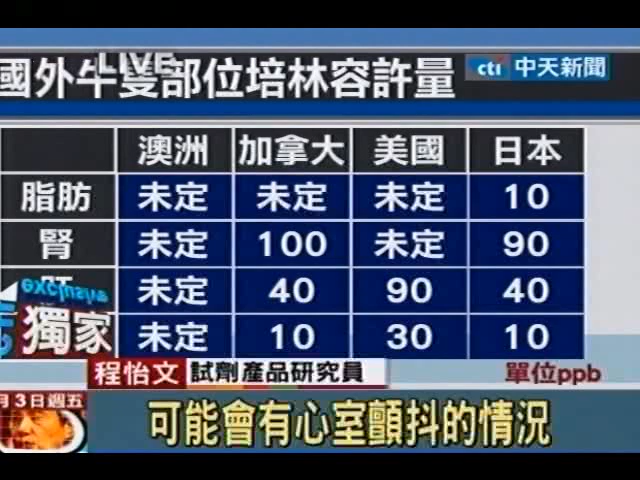 LIVE
國外牛隻部位培林容許量
cti 中天新聞
澳洲 加拿大 美國 日本
脂肪 未定 未定 未定 10
腎 未定 100 未定 90
未定 40 90 40
exclusive
獨家
未定 10 30 10
程怡文 試劑產品研究員
單位ppb
月3日週五
可能會有心室顫抖的情況